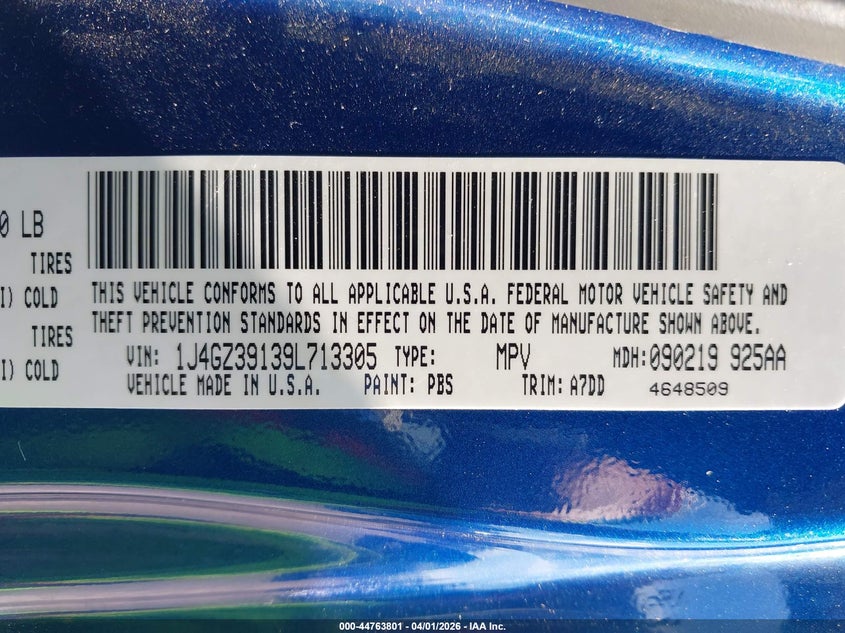 0 LB
TIRES
I) COLD
TIRES
I) COLD
THIS VEHICLE CONFORMS TO ALL APPLICABLE U.S.A. FEDERAL MOTOR VEHICLE SAFETY AND
THEFT PREVENTION STANDARDS IN EFFECT ON THE DATE OF MANUFACTURE SHOWN ABOVE.
VIN: 1J4GZ39139L713305 TYPE: MPV MDH: 090219 925AA
VEHICLE MADE IN U.S.A. PAINT: PBS TRIM: A7DD 4648509
000-44763801 - 04/01/2026 - IAA Inc.